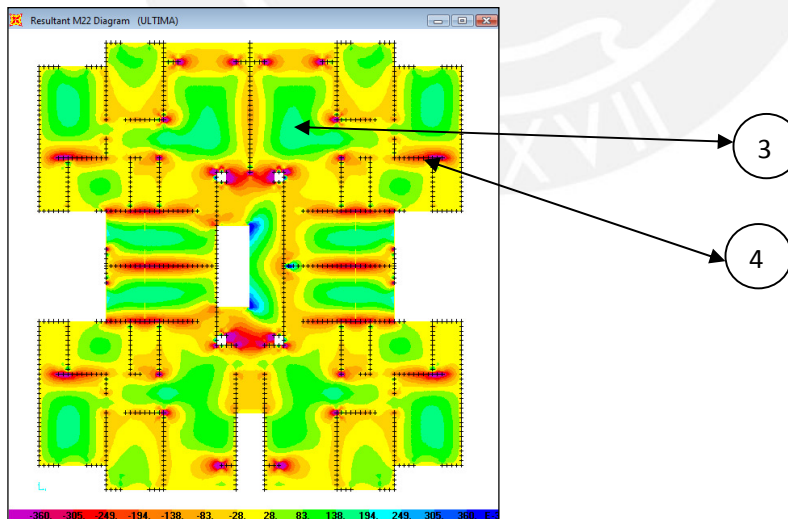 Resultant M22 Diagram (ULTIMA)
XVII
3
4
-360. -305. -249. -194. -138. -83. -28. 28. 83. 138. 194. 249. 305. 360.